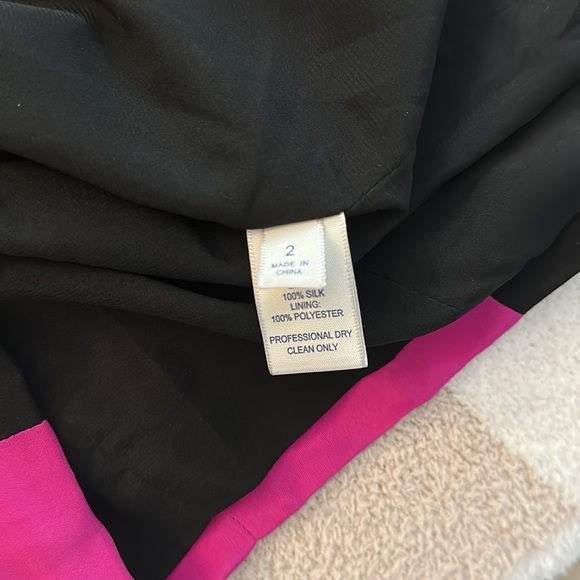 2
MADE IN
CHINA
100% SILK
LINING:
100% POLYESTER
PROFESSIONAL DRY
CLEAN ONLY